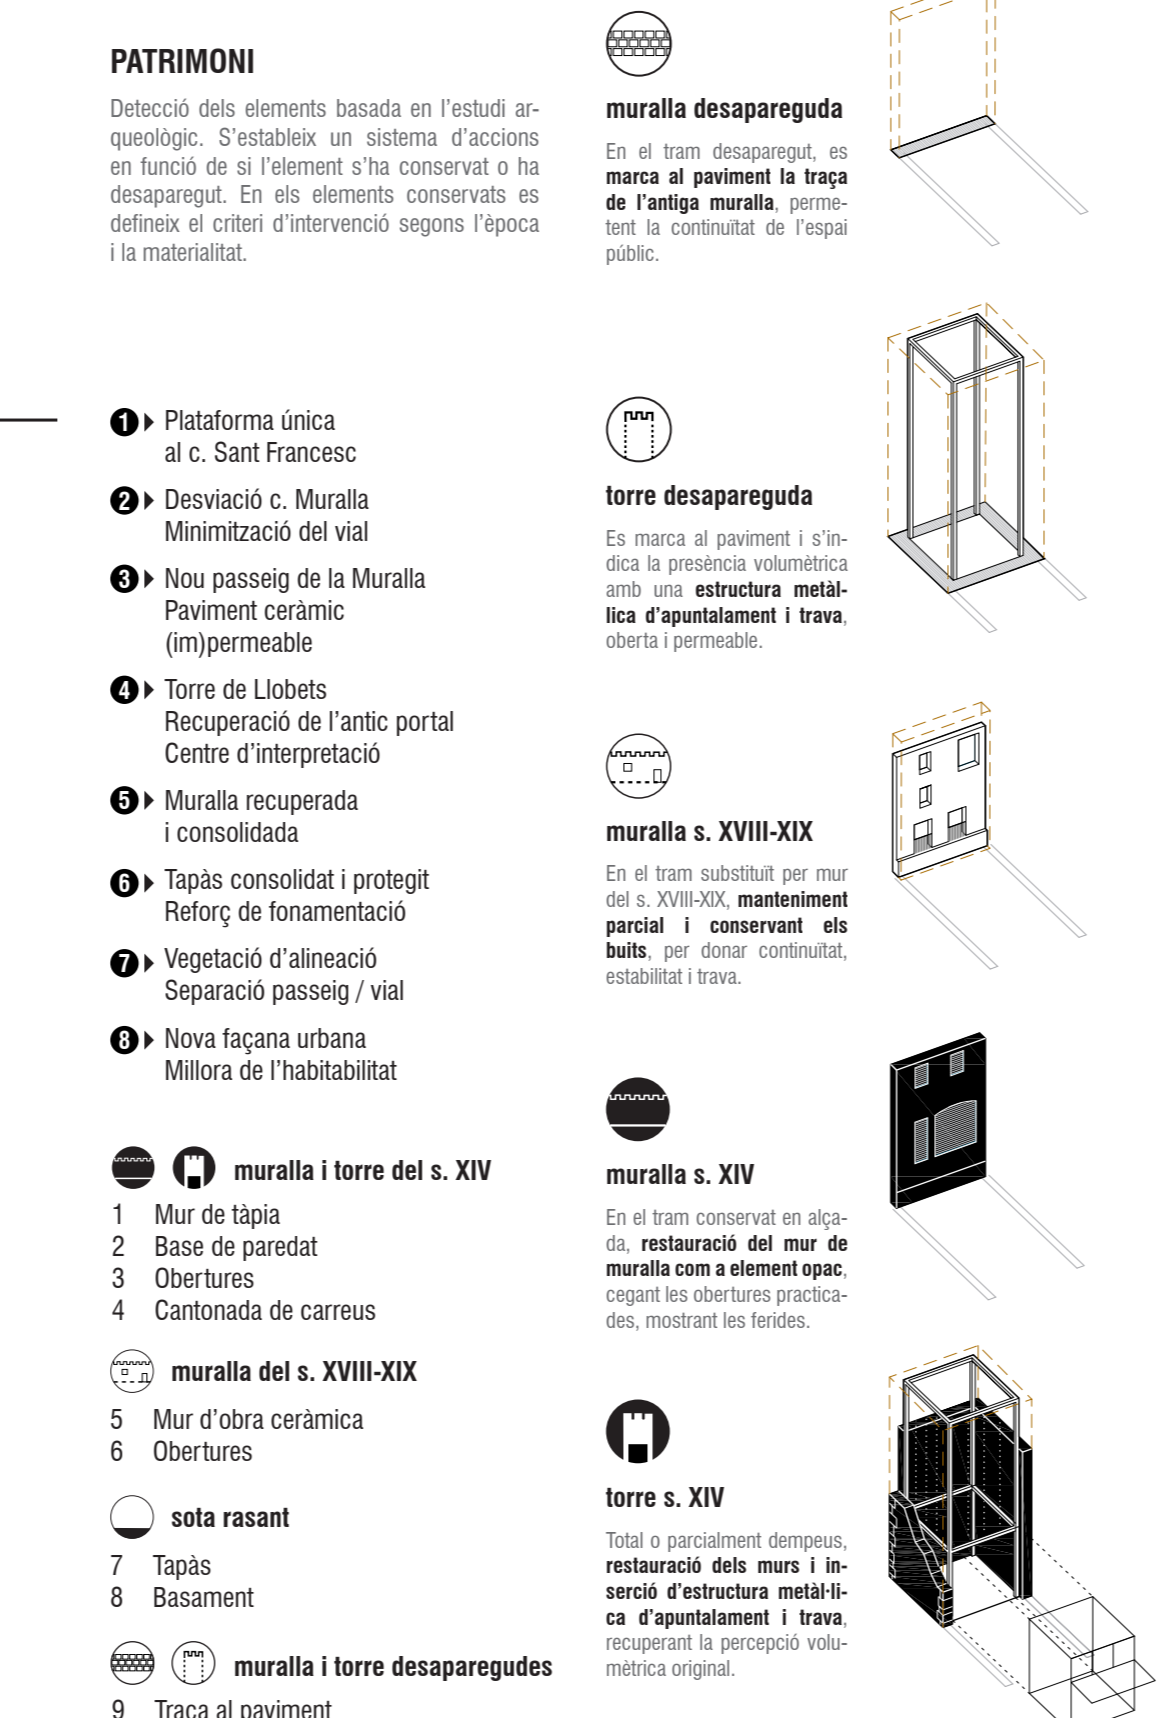 PATRIMONI
Detecció dels elements basada en l'estudi ar-
queològic. S'estableix un sistema d'accions
en funció de si l'element s'ha conservat o ha
desaparegut. En els elements conservats es
defineix el criteri d'intervenció segons l'època
i la materialitat.
1 Plataforma única
al c. Sant Francesc
2 Desviació c. Muralla
Minimització del vial
3 Nou passeig de la Muralla
Paviment ceràmic
(im)permeable
4 Torre de Llobets
Recuperació de l'antic portal
Centre d'interpretació
5 Muralla recuperada
i consolidada
6 Tapàs consolidat i protegit
Reforç de fonamentació
7 Vegetació d'alineació
Separació passeig / vial
8 Nova façana urbana
Millora de l'habitabilitat
muralla i torre del s. XIV
1 Mur de tàpia
2 Base de paredat
3 Obertures
4 Cantonada de carreus
muralla del s. XVIII-XIX
5 Mur d'obra ceràmica
6 Obertures
sota rasant
7 Tapàs
8 Basament
muralla i torre desaparegudes
9 Traça al paviment
muralla desapareguda
En el tram desaparegut, es
marca al paviment la traça
de l'antiga muralla, perme-
tent la continuïtat de l'espai
públic.
torre desapareguda
Es marca al paviment i s'in-
dica la presència volumètrica
amb una estructura metàl-
lica d'apuntalament i trava,
oberta i permeable.
muralla s. XVIII-XIX
En el tram substituït per mur
del s. XVIII-XIX, manteniment
parcial i conservant els
buits, per donar continuïtat,
estabilitat i trava.
muralla s. XIV
En el tram conservat en alça-
da, restauració del mur de
muralla com a element opac,
cegant les obertures practica-
des, mostrant les ferides.
torre s. XIV
Total o parcialment dempeus,
restauració dels murs i in-
serció d'estructura metàl·li-
ca d'apuntalament i trava,
recuperant la percepció volu-
mètrica original.